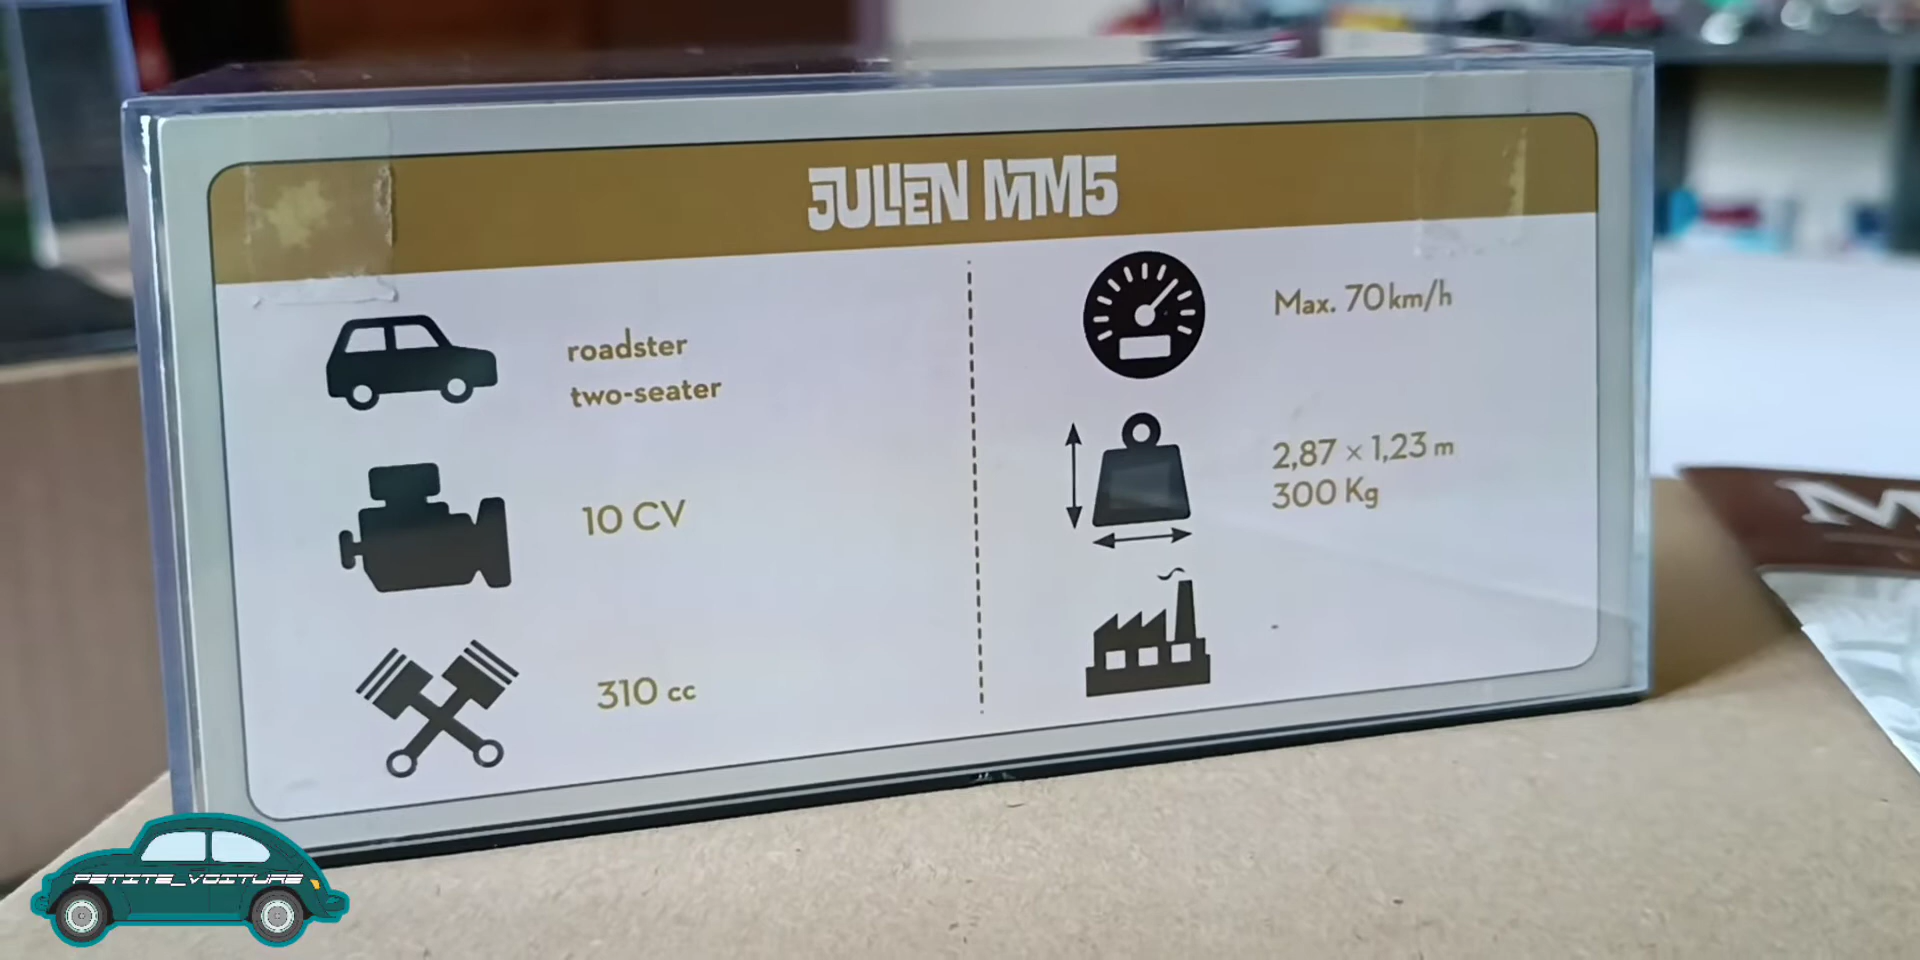 JULIEN MM5
roadster
two-seater
10 CV
310 cc
Max. 70 km/h
2,87 × 1,23 m
300 Kg
-
M
PETITE_VOITURE